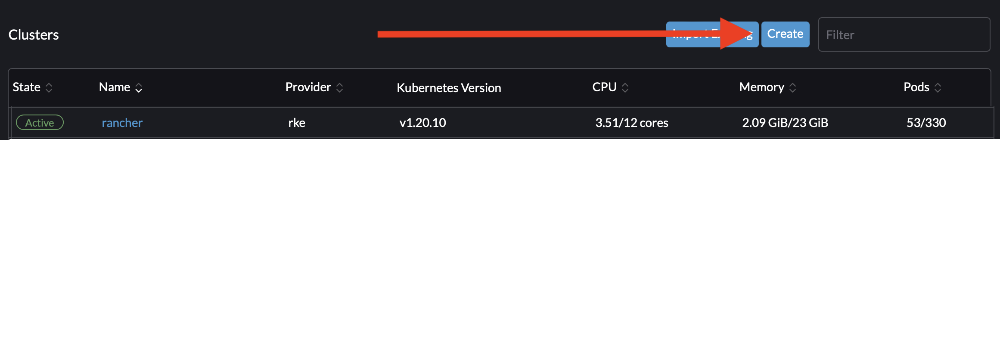 Clusters
Import Create Filter
State Name Provider Kubernetes Version CPU Memory Pods
Active rancher rke v1.20.10 3.51/12 cores 2.09 GiB/23 GiB 53/330